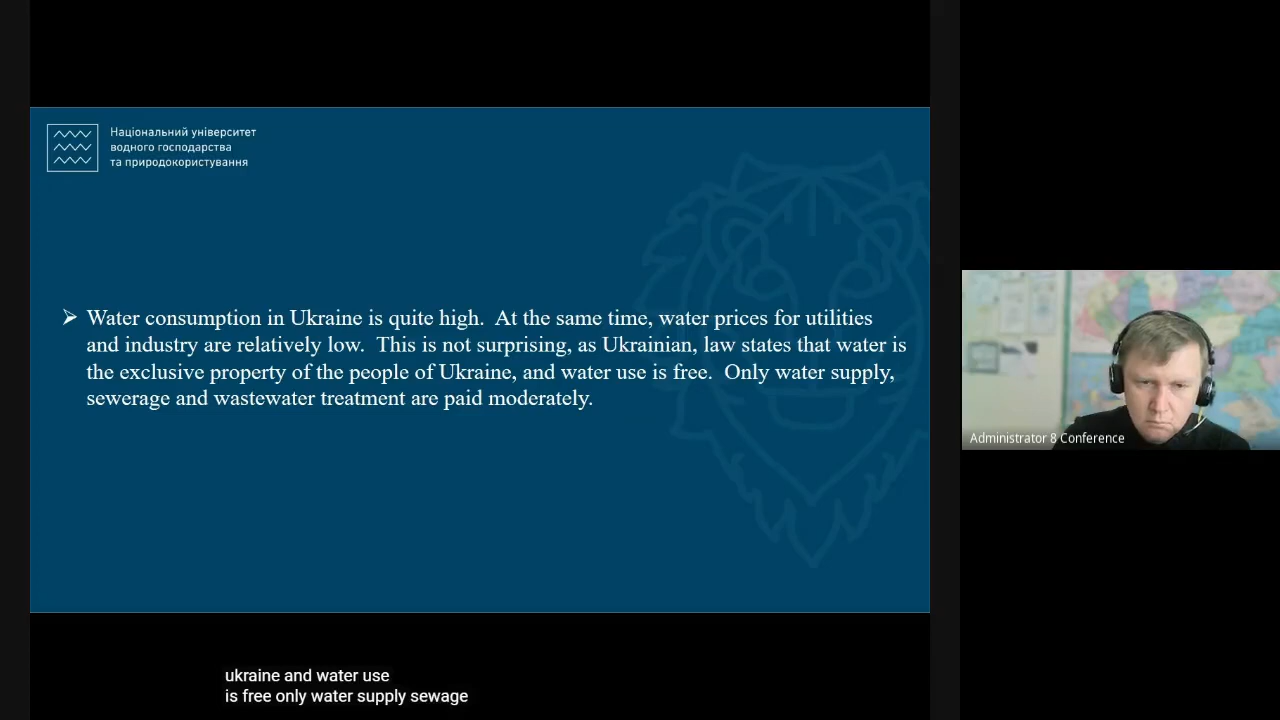 Національний університет
водного господарства
та природокористування
➢ Water consumption in Ukraine is quite high. At the same time, water prices for utilities
and industry are relatively low. This is not surprising, as Ukrainian, law states that water is
the exclusive property of the people of Ukraine, and water use is free. Only water supply,
sewerage and wastewater treatment are paid moderately.
Administrator 8 Conference
ukraine and water use
is free only water supply sewage